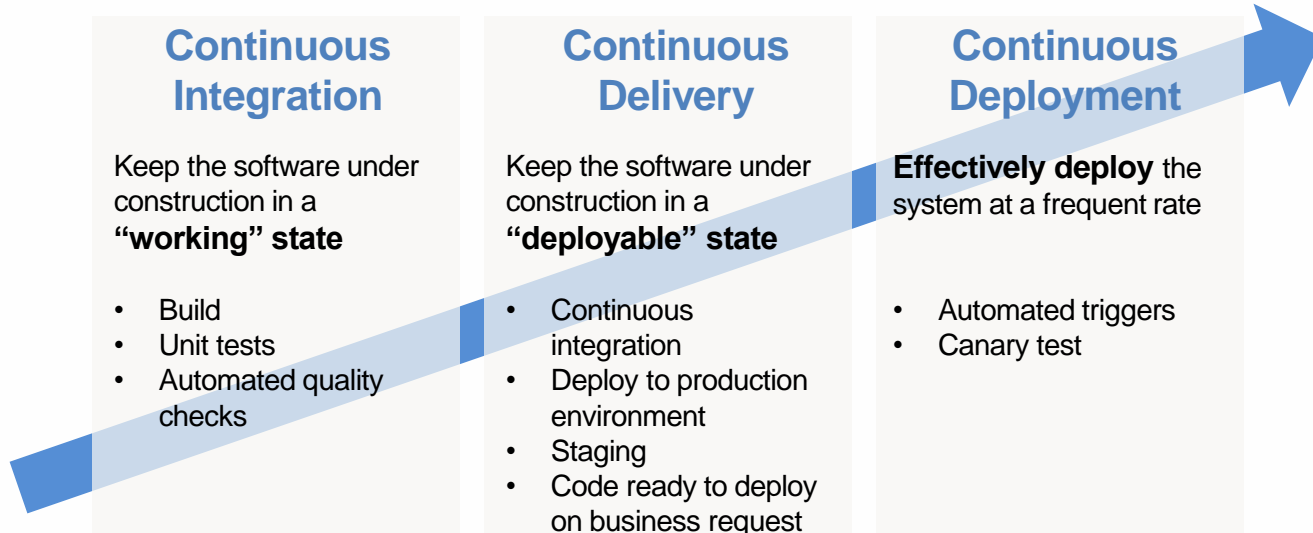 Continuous
Integration
Keep the software under
construction in a
“working” state
• Build
• Unit tests
• Automated quality
checks
Continuous
Delivery
Keep the software under
construction in a
“deployable” state
• Continuous
integration
• Deploy to production
environment
• Staging
• Code ready to deploy
on business request
Continuous
Deployment
Effectively deploy the
system at a frequent rate
• Automated triggers
• Canary test